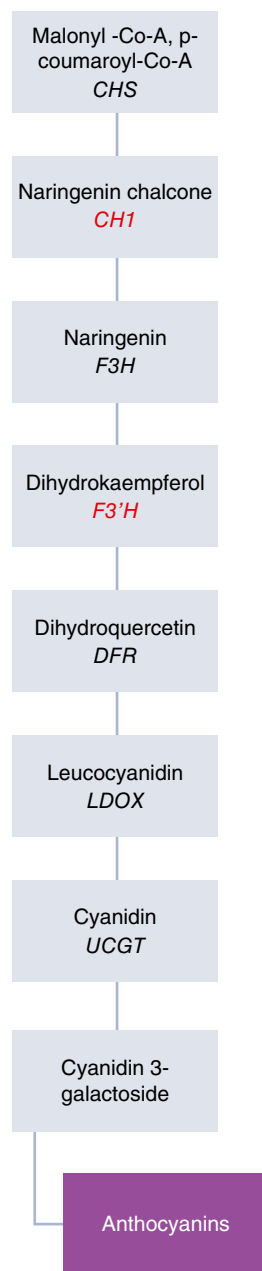 Malonyl -Co-A, p-
coumaroyl-Co-A
CHS
Naringenin chalcone
CH1
Naringenin
F3H
Dihydrokaempferol
F3’H
Dihydroquercetin
DFR
Leucocyanidin
LDOX
Cyanidin
UCGT
Cyanidin 3-
galactoside
Anthocyanins